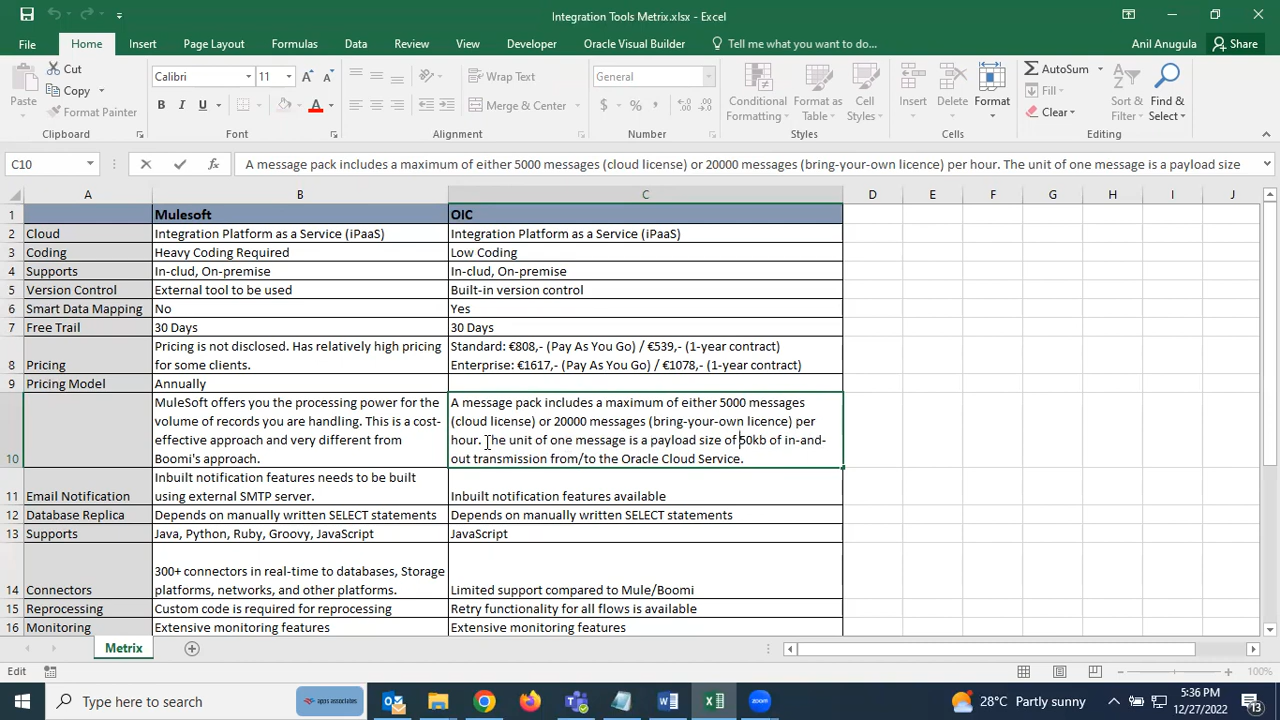 Integration Tools Metrix.xlsx - Excel
File Home Insert Page Layout Formulas Data Review View Developer Oracle Visual Builder Tell me what you want to do... Anil Anugula Share
Cut
Copy
Format Painter
Paste
Clipboard
Calibri 11
B I U
Font
Wrap Text
Merge & Center
Alignment
General
$ % ,
Number
Conditional Formatting
Format as Table
Cell Styles
Styles
Insert Delete Format
Cells
AutoSum
Fill
Clear
Sort & Filter
Find & Select
Editing
C10 fx A message pack includes a maximum of either 5000 messages (cloud license) or 20000 messages (bring-your-own licence) per hour. The unit of one message is a payload size
A B C D E F G H I J
1 Mulesoft OIC
2 Cloud Integration Platform as a Service (iPaaS) Integration Platform as a Service (iPaaS)
3 Coding Heavy Coding Required Low Coding
4 Supports In-clud, On-premise In-clud, On-premise
5 Version Control External tool to be used Built-in version control
6 Smart Data Mapping No Yes
7 Free Trail 30 Days 30 Days
Pricing is not disclosed. Has relatively high pricing Standard: €808,- (Pay As You Go) / €539,- (1-year contract)
8 Pricing for some clients. Enterprise: €1617,- (Pay As You Go) / €1078,- (1-year contract)
9 Pricing Model Annually
MuleSoft offers you the processing power for the A message pack includes a maximum of either 5000 messages
volume of records you are handling. This is a cost- (cloud license) or 20000 messages (bring-your-own licence) per
effective approach and very different from hour. The unit of one message is a payload size of 50kb of in-and-
10 Boomi's approach. out transmission from/to the Oracle Cloud Service.
Inbuilt notification features needs to be built
11 Email Notification using external SMTP server. Inbuilt notification features available
12 Database Replica Depends on manually written SELECT statements Depends on manually written SELECT statements
13 Supports Java, Python, Ruby, Groovy, JavaScript JavaScript
300+ connectors in real-time to databases, Storage
14 Connectors platforms, networks, and other platforms. Limited support compared to Mule/Boomi
15 Reprocessing Custom code is required for reprocessing Retry functionality for all flows is available
16 Monitoring Extensive monitoring features Extensive monitoring features
Metrix
Edit 100%
Type here to search apps associates 28°C Partly sunny 5:36 PM
12/27/2022 13